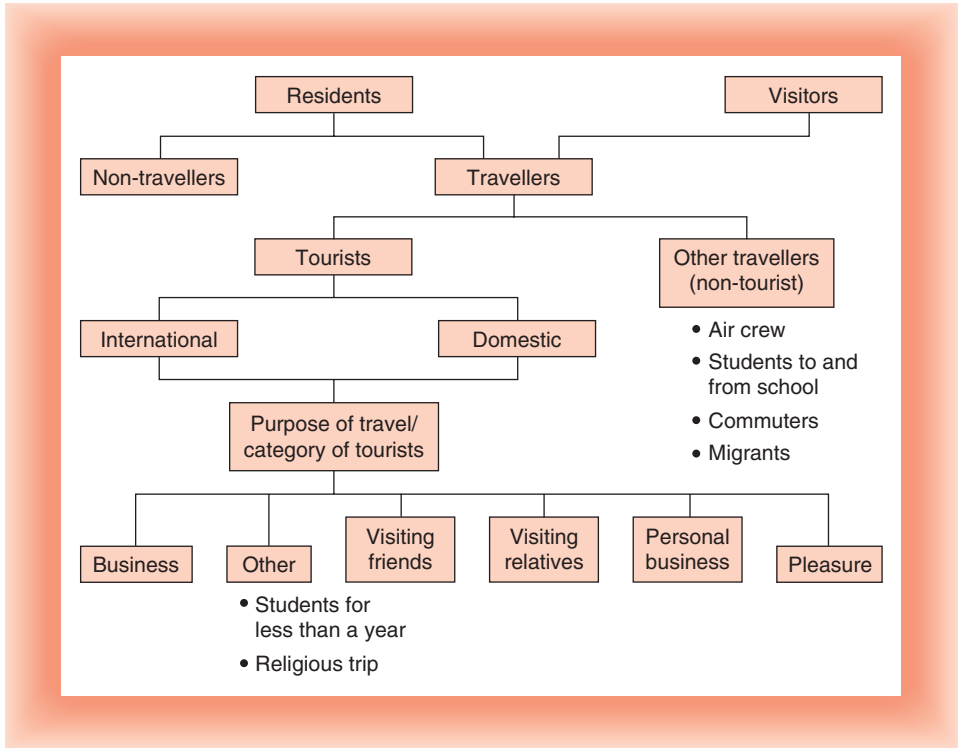 Residents
Visitors
Non-travellers
Travellers
Tourists
Other travellers
(non-tourist)
• Air crew
• Students to and
from school
• Commuters
• Migrants
International
Domestic
Purpose of travel/
category of tourists
Business
Other
Visiting
friends
Visiting
relatives
Personal
business
Pleasure
• Students for
less than a year
• Religious trip